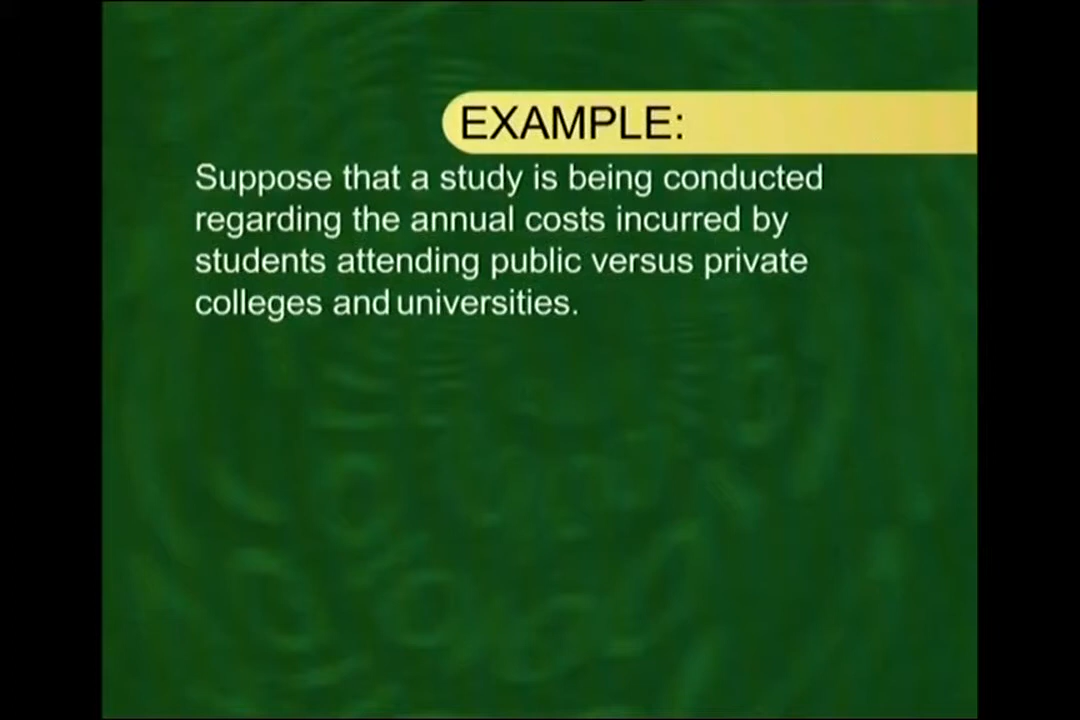 EXAMPLE:
Suppose that a study is being conducted
regarding the annual costs incurred by
students attending public versus private
colleges and universities.